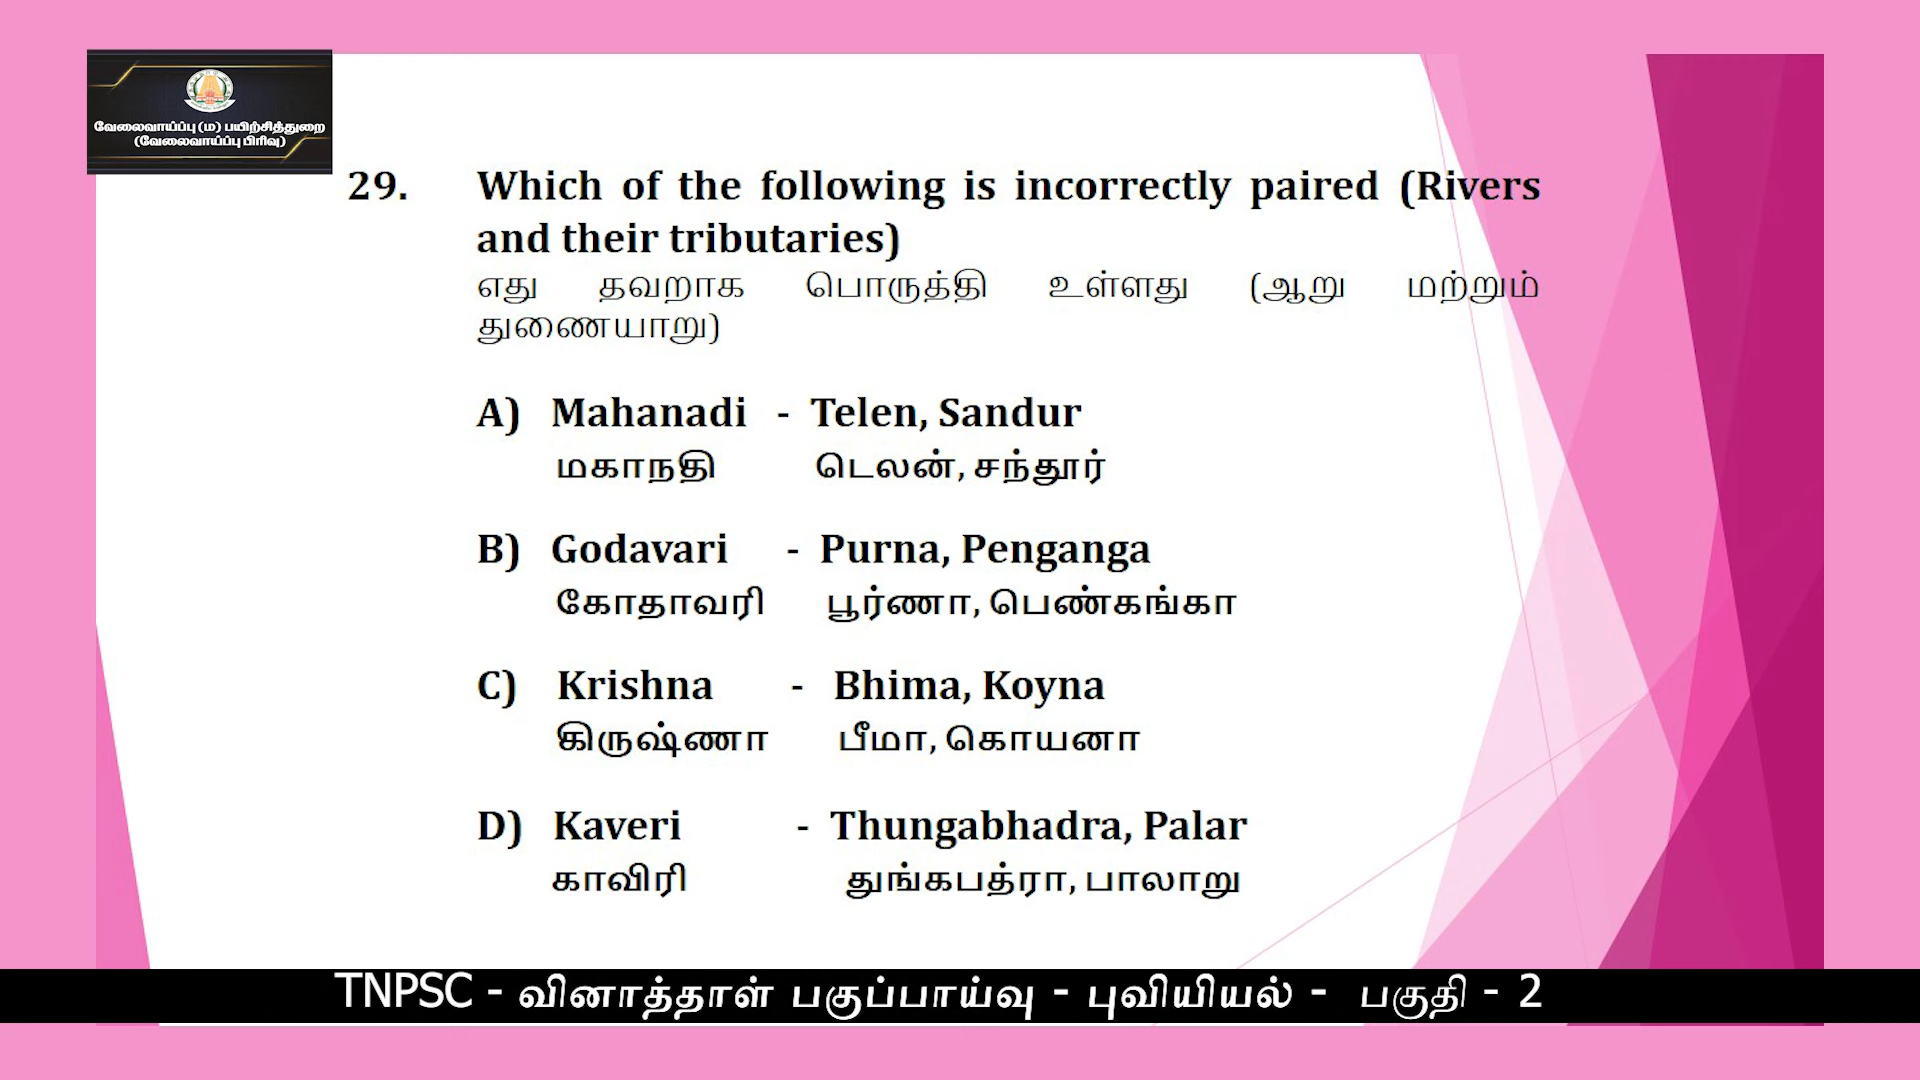 வேலைவாய்ப்பு (ம) பயிற்சித்துறை
(வேலைவாய்ப்பு பிரிவு)
29. Which of the following is incorrectly paired (Rivers
and their tributaries)
எது தவறாக பொருத்தி உள்ளது (ஆறு மற்றும்
துணையாறு)
A) Mahanadi - Telen, Sandur
மகாநதி டெலன், சந்தூர்
B) Godavari - Purna, Penganga
கோதாவரி பூர்ணா, பெண்கங்கா
C) Krishna - Bhima, Koyna
கிருஷ்ணா பீமா, கொயனா
D) Kaveri - Thungabhadra, Palar
காவிரி துங்கபத்ரா, பாலாறு
TNPSC - வினாத்தாள் பகுப்பாய்வு - புவியியல் - பகுதி - 2